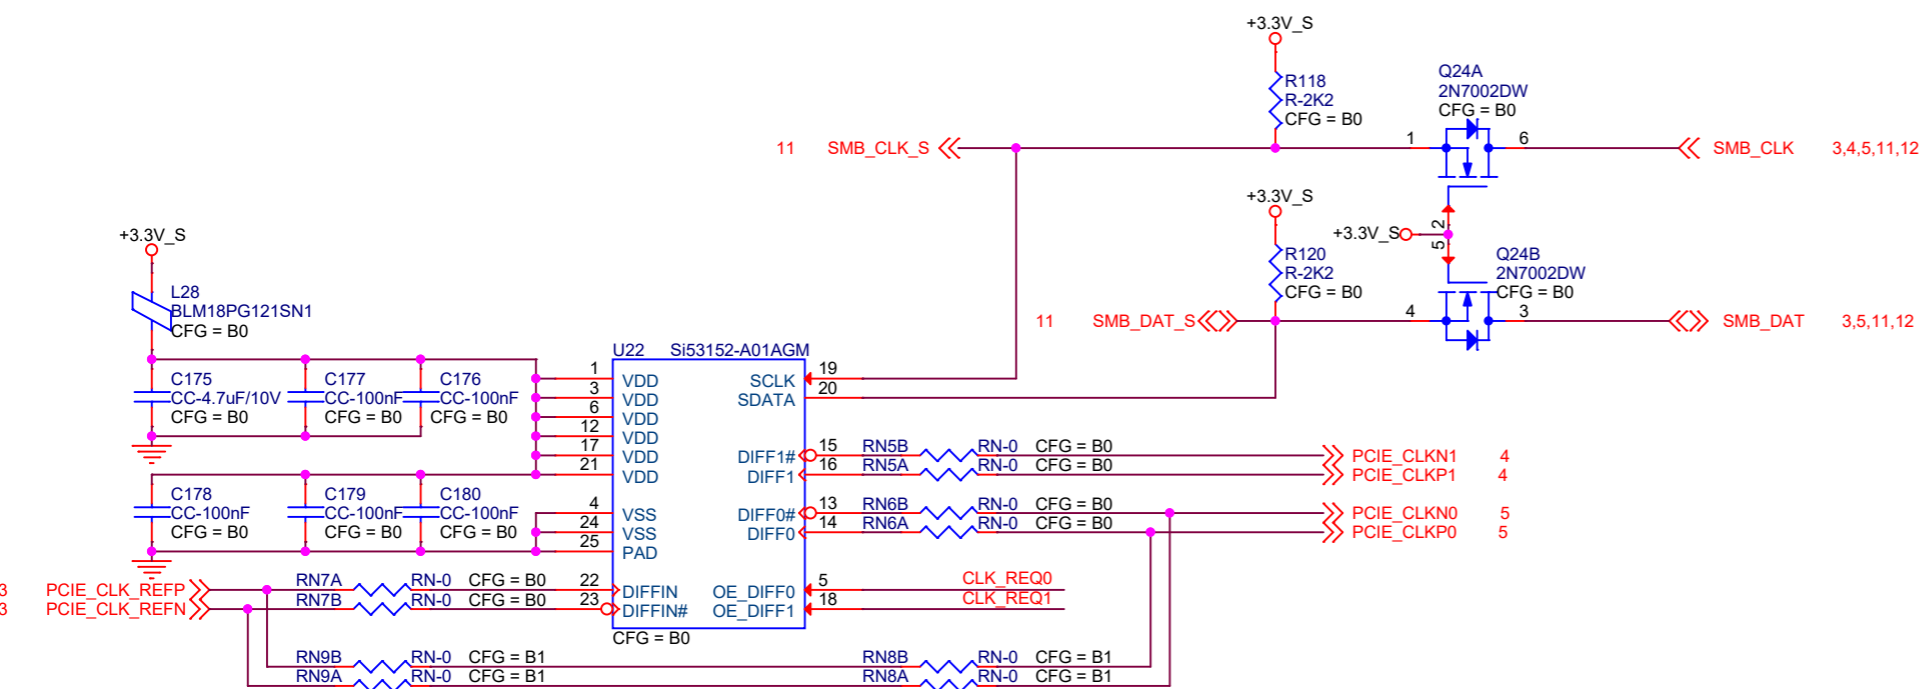 +3.3V_S
R118
R-2K2
CFG = B0
Q24A
2N7002DW
CFG = B0
11 SMB_CLK_S
1
6
SMB_CLK 3,4,5,11,12
+3.3V_S
R120
R-2K2
CFG = B0
2
+3.3V_S
5
Q24B
2N7002DW
CFG = B0
11 SMB_DAT_S
4
3
SMB_DAT 3,5,11,12
+3.3V_S
L28
BLM18PG121SN1
CFG = B0
C175
CC-4.7uF/10V
CFG = B0
C177
CC-100nF
CFG = B0
C176
CC-100nF
CFG = B0
C178
CC-100nF
CFG = B0
C179
CC-100nF
CFG = B0
C180
CC-100nF
CFG = B0
U22 Si53152-A01AGM
1 VDD
3 VDD
6 VDD
12 VDD
17 VDD
21 VDD
4 VSS
24 VSS
25 PAD
22 DIFFIN
23 DIFFIN#
SCLK 19
SDATA 20
DIFF1# 15
DIFF1 16
DIFF0# 13
DIFF0 14
OE_DIFF0 5
OE_DIFF1 18
CFG = B0
RN5B RN-0 CFG = B0 PCIE_CLKN1 4
RN5A RN-0 CFG = B0 PCIE_CLKP1 4
RN6B RN-0 CFG = B0 PCIE_CLKN0 5
RN6A RN-0 CFG = B0 PCIE_CLKP0 5
CLK_REQ0
CLK_REQ1
3 PCIE_CLK_REFP RN7A RN-0 CFG = B0
3 PCIE_CLK_REFN RN7B RN-0 CFG = B0
RN9B RN-0 CFG = B1 RN8B RN-0 CFG = B1
RN9A RN-0 CFG = B1 RN8A RN-0 CFG = B1